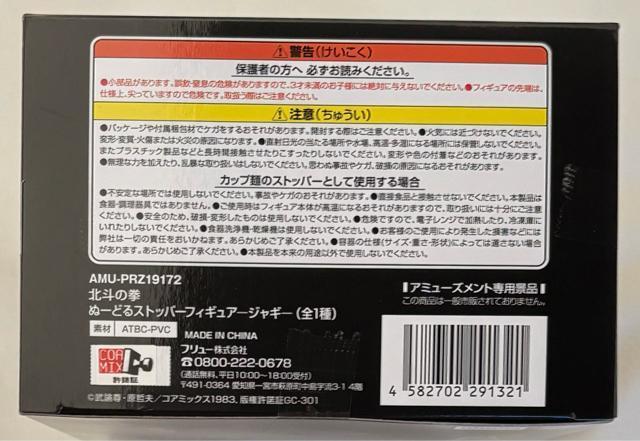 警告(けいこく)
保護者の方へ 必ずお読みください。
●小部品があります。誤飲・窒息の危険がありますので、3才未満のお子様には絶対に与えないでください。●フィギュアの先端は、
仕様上、尖っていますので危険です。取扱う際はご注意ください。
注意(ちゅうい)
●パッケージや付属梱包材でケガをするおそれがあります。開封する際はご注意ください。●火気には近づけないでください。
変形・変質・火傷または火災の原因になります。●直射日光の当たる場所や水場、高温・多湿になる場所には保管しないでください。
またプラスチック製品などと長時間接触させたりこすったりしないでください。変形や色の付着などのおそれがあります。
●無理な力を加えたり、乱暴な取り扱いはしないでください。思わぬ事故やケガ、破損の原因になるおそれがあります。
カップ麺のストッパーとして使用する場合
●不安定な場所では使用しないでください。事故やケガのおそれがあります。●直接食品と接触させないでください。本製品は
食器・調理器具ではありません。●ご使用時はフィギュア本体が高温になるおそれがありますので、取り扱いには十分にご注意
ください。●安全のため、破損・変形したものは使用しないでください。●危険ですので、電子レンジで加熱したり、冷凍庫に
いれたりしないでください。●食器洗浄機・乾燥機は使用しないでください。●お客様のご使用により発生した損害などには
弊社は一切の責任をおいかねます。あらかじめご了承ください。●容器の仕様(サイズ・重さ・形状)によっては適さない場合
があります。あらかじめご了承ください。●本製品を本来の用途以外で使用しないでください。
AMU-PRZ19172
北斗の拳
ぬーどるストッパーフィギュアージャギー(全1種)
素材 ATBC-PVC
MADE IN CHINA
COAMIX
許諾証
フリュー株式会社
☎0800-222-0678
(通話無料、平日10:00~18:00受付)
〒491-0364 愛知県一宮市萩原町中島字流3-1 4階
©武論尊・原哲夫/コアミックス1983, 版権許諾証GC-301
アミューズメント専用景品
この商品は一般市販されておりません。
4 582702 291321